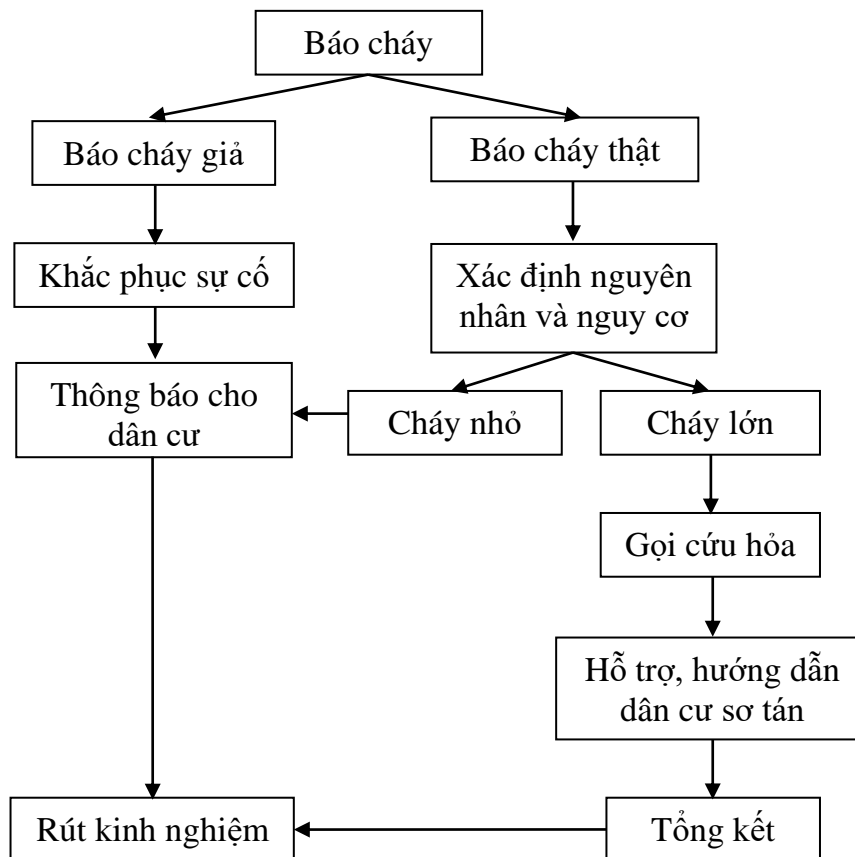 Báo cháy
Báo cháy giả
Báo cháy thật
Khắc phục sự cố
Xác định nguyên
nhân và nguy cơ
Thông báo cho
dân cư
Cháy nhỏ
Cháy lớn
Gọi cứu hỏa
Hỗ trợ, hướng dẫn
dân cư sơ tán
Rút kinh nghiệm
Tổng kết